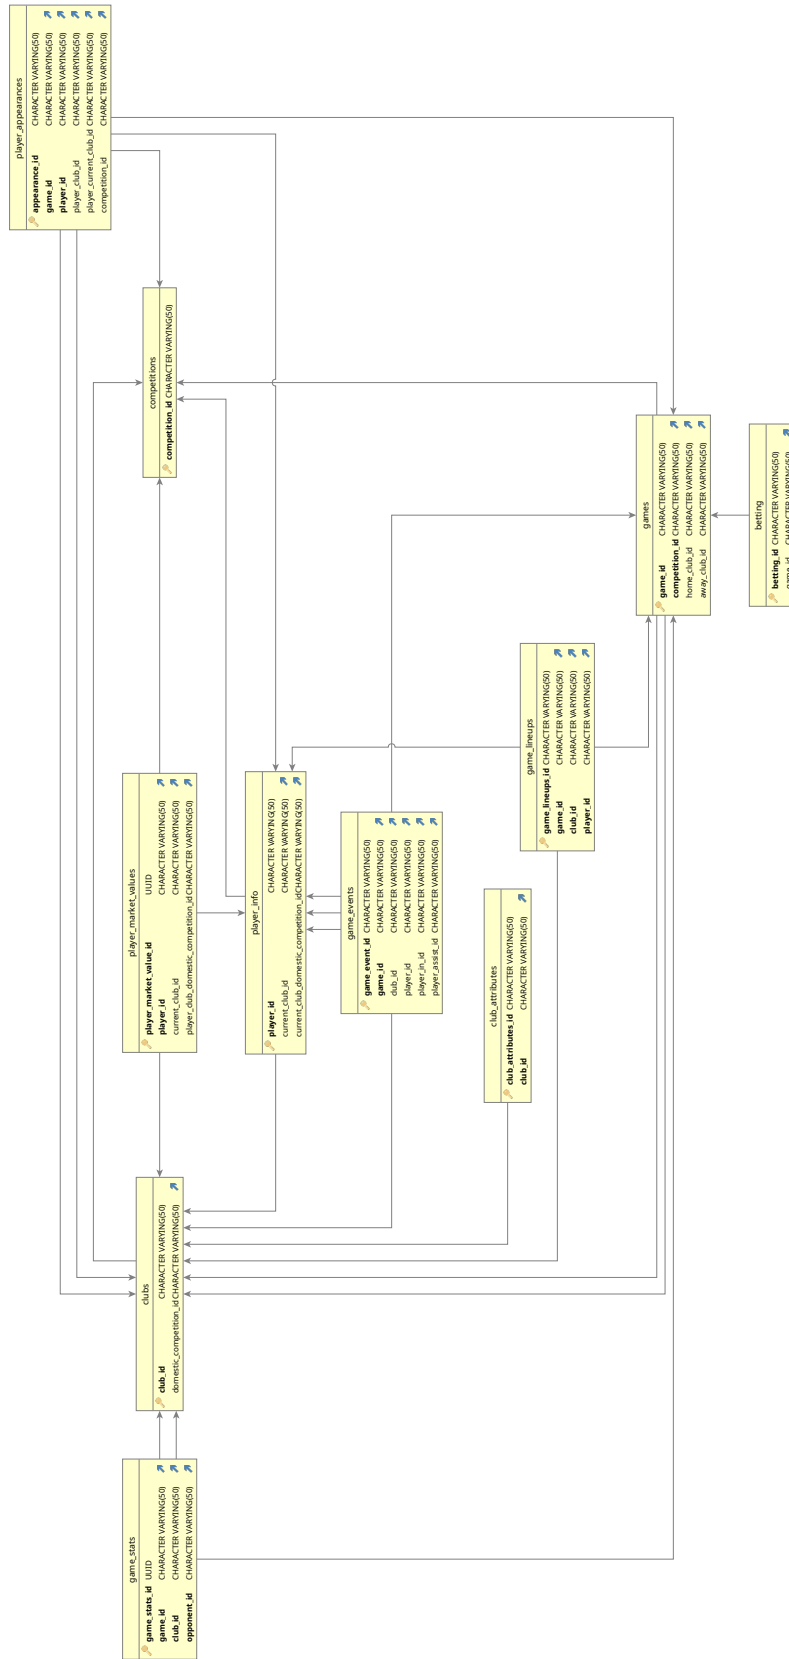 player_appearances
appearance_id CHARACTER VARYING(50)
game_id CHARACTER VARYING(50)
player_id CHARACTER VARYING(50)
player_club_id CHARACTER VARYING(50)
player_current_club_id CHARACTER VARYING(50)
competition_id CHARACTER VARYING(50)
competitions
competition_id CHARACTER VARYING(50)
games
game_id CHARACTER VARYING(50)
competition_id CHARACTER VARYING(50)
home_club_id CHARACTER VARYING(50)
away_club_id CHARACTER VARYING(50)
betting
betting_id CHARACTER VARYING(50)
game_id CHARACTER VARYING(50)
game_lineups
game_lineups_id CHARACTER VARYING(50)
game_id CHARACTER VARYING(50)
club_id CHARACTER VARYING(50)
player_id CHARACTER VARYING(50)
player_market_values
player_market_value_id UUID
player_id CHARACTER VARYING(50)
current_club_id CHARACTER VARYING(50)
player_club_domestic_competition_id CHARACTER VARYING(50)
player_info
player_id CHARACTER VARYING(50)
current_club_id CHARACTER VARYING(50)
current_club_domestic_competition_id CHARACTER VARYING(50)
game_events
game_event_id CHARACTER VARYING(50)
game_id CHARACTER VARYING(50)
club_id CHARACTER VARYING(50)
player_id CHARACTER VARYING(50)
player_in_id CHARACTER VARYING(50)
player_assist_id CHARACTER VARYING(50)
club_attributes
club_attributes_id CHARACTER VARYING(50)
club_id CHARACTER VARYING(50)
clubs
club_id CHARACTER VARYING(50)
domestic_competition_id CHARACTER VARYING(50)
game_stats
game_stats_id UUID
game_id CHARACTER VARYING(50)
club_id CHARACTER VARYING(50)
opponent_id CHARACTER VARYING(50)